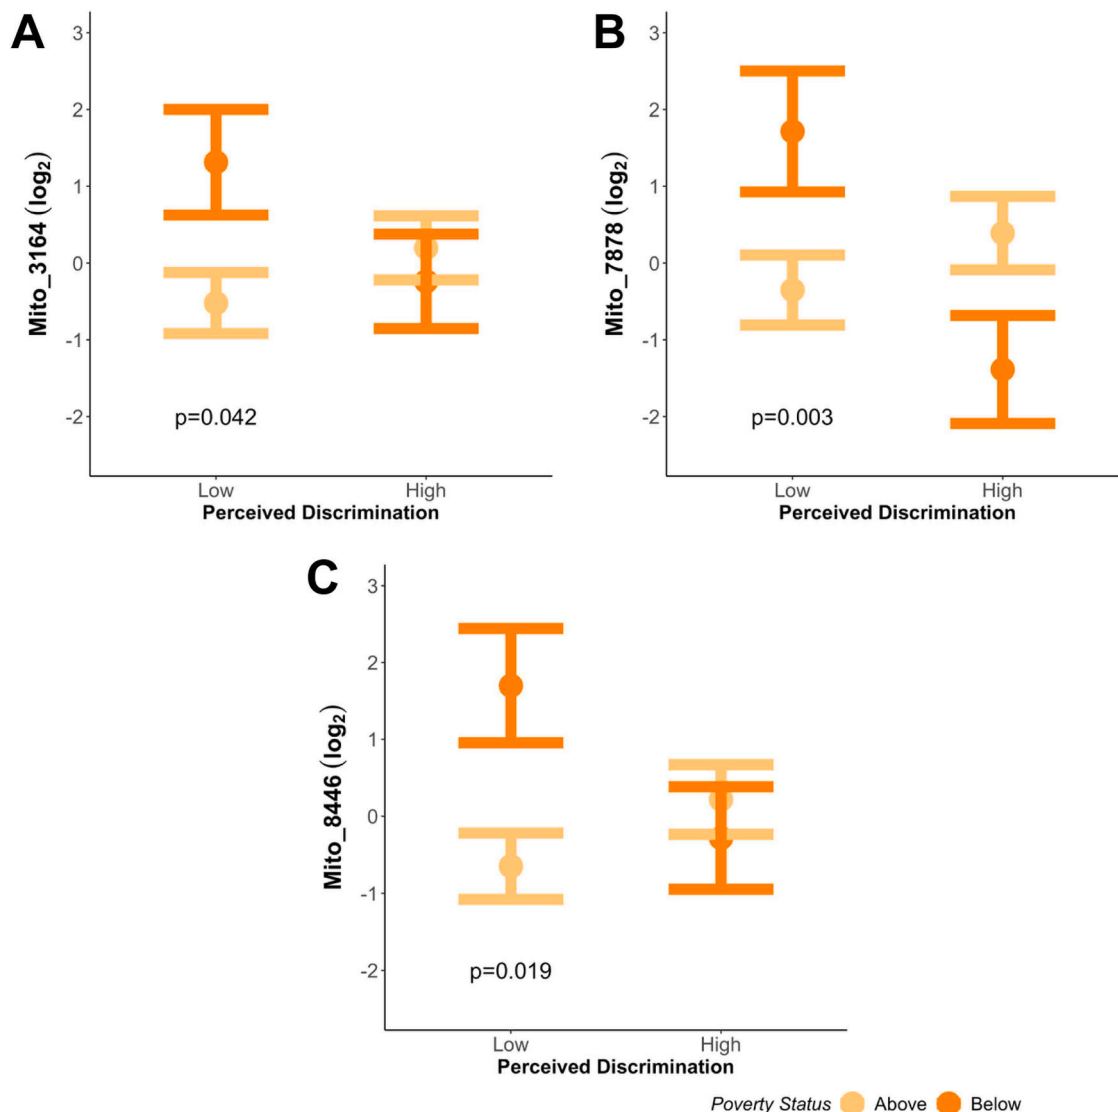 A
Mito_3164 (log₂)
3
2
1
0
-1
-2
p=0.042
Low
High
Perceived Discrimination
B
Mito_7878 (log₂)
3
2
1
0
-1
-2
p=0.003
Low
High
Perceived Discrimination
C
Mito_8446 (log₂)
3
2
1
0
-1
-2
p=0.019
Low
High
Perceived Discrimination
Poverty Status Above Below